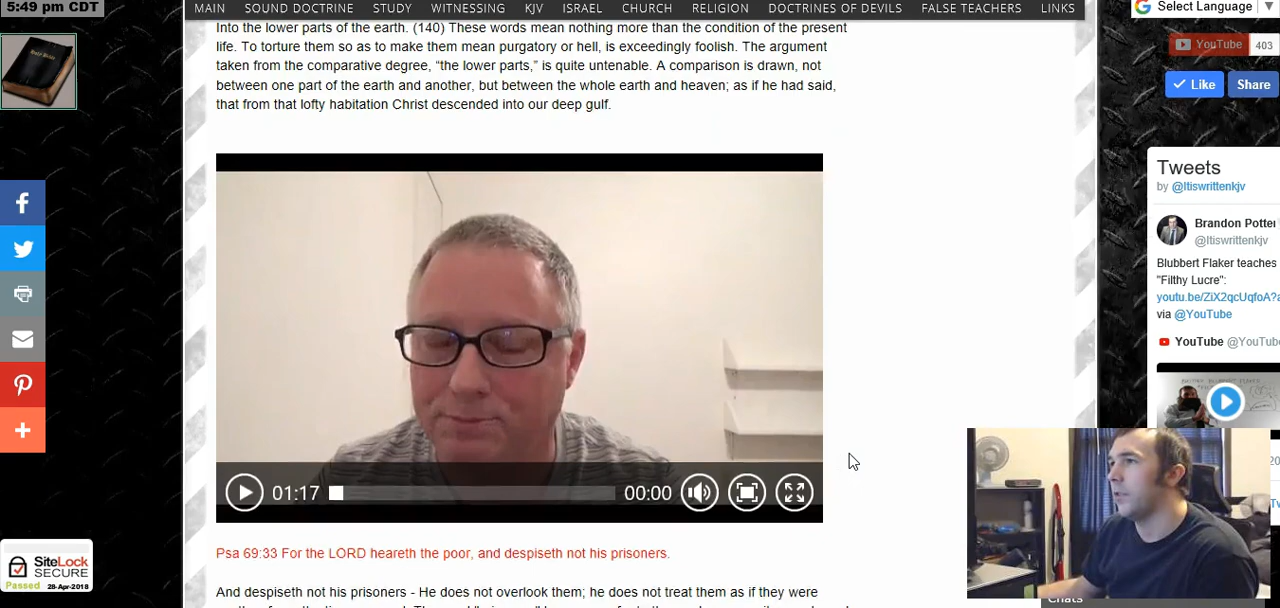 5:49 pm CDT
MAIN SOUND DOCTRINE STUDY WITNESSING KJV ISRAEL CHURCH RELIGION DOCTRINES OF DEVILS FALSE TEACHERS LINKS
Select Language ▼
Into the lower parts of the earth. (140) These words mean nothing more than the condition of the present
life. To torture them so as to make them mean purgatory or hell, is exceedingly foolish. The argument
taken from the comparative degree, “the lower parts,” is quite untenable. A comparison is drawn, not
between one part of the earth and another, but between the whole earth and heaven; as if he had said,
that from that lofty habitation Christ descended into our deep gulf.
YouTube 403
Like Share
01:17 00:00
Psa 69:33 For the LORD heareth the poor, and despiseth not his prisoners.
And despiseth not his prisoners - He does not overlook them; he does not treat them as if they were
Tweets
by @Itiswrittenkjv
Brandon Potter
@Itiswrittenkjv
Blubbert Flaker teaches
"Filthy Lucre":
youtu.be/ZiX2qcUqfoA?a
via @YouTube
YouTube @YouTube
SiteLock
SECURE
Passed 28-Apr-2018
Chats